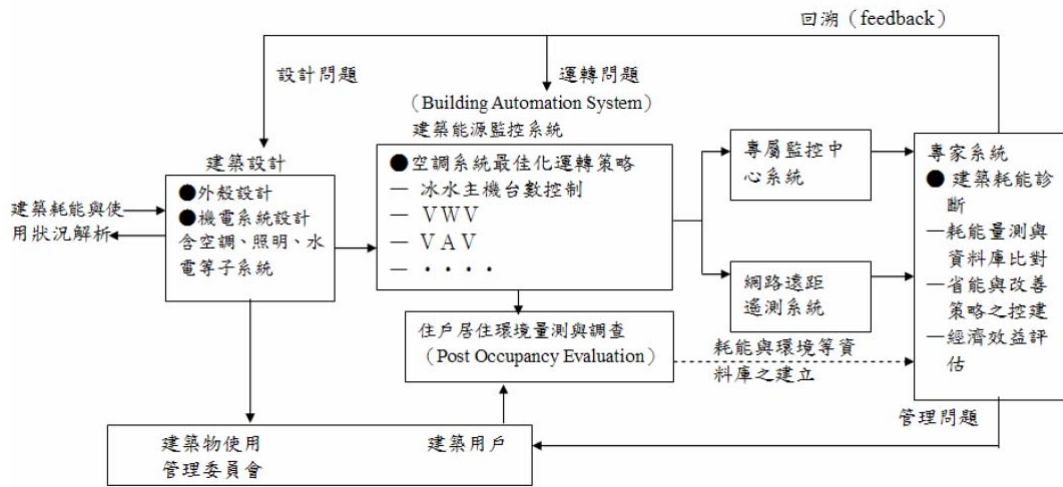 回溯（feedback）
設計問題
運轉問題
（Building Automation System）
建築能源監控系統
建築設計
●外殼設計
●機電系統設計
含空調、照明、水
電等子系統
建築耗能與使
用狀況解析
●空調系統最佳化運轉策略
— 冰水主機台數控制
— ＶＷＶ
— ＶＡＶ
— ・・・・
專屬監控中
心系統
網路遠距
遙測系統
專家系統
● 建築耗能診
斷
—耗能量測與
資料庫比對
—省能與改善
策略之控建
—經濟效益評
估
住戶居住環境量測與調查
（Post Occupancy Evaluation）
耗能與環境等資
料庫之建立
管理問題
建築物使用
管理委員會
建築用戶